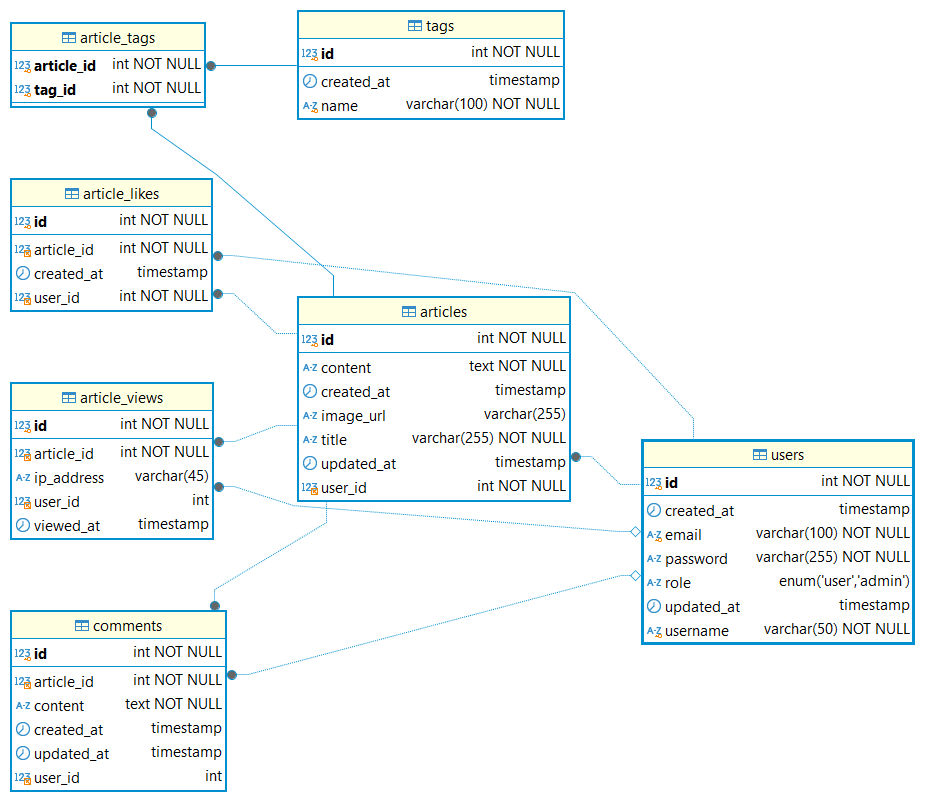 article_tags
article_id int NOT NULL
tag_id int NOT NULL
tags
id int NOT NULL
created_at timestamp
name varchar(100) NOT NULL
article_likes
id int NOT NULL
article_id int NOT NULL
created_at timestamp
user_id int NOT NULL
articles
id int NOT NULL
content text NOT NULL
created_at timestamp
image_url varchar(255)
title varchar(255) NOT NULL
updated_at timestamp
user_id int NOT NULL
article_views
id int NOT NULL
article_id int NOT NULL
ip_address varchar(45)
user_id int
viewed_at timestamp
users
id int NOT NULL
created_at timestamp
email varchar(100) NOT NULL
password varchar(255) NOT NULL
role enum('user','admin')
updated_at timestamp
username varchar(50) NOT NULL
comments
id int NOT NULL
article_id int NOT NULL
content text NOT NULL
created_at timestamp
updated_at timestamp
user_id int